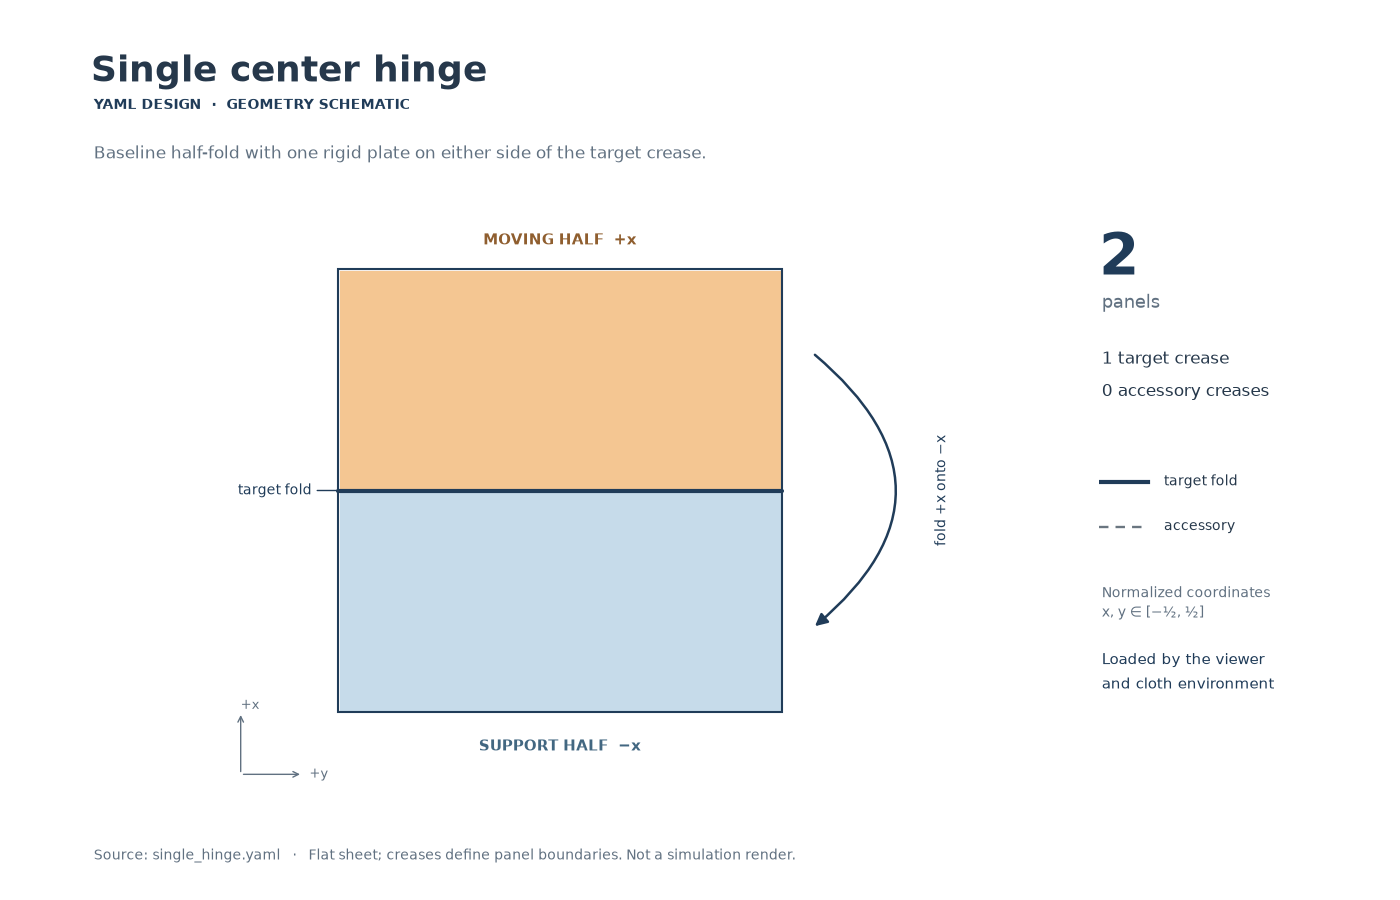 Single center hinge
YAML DESIGN · GEOMETRY SCHEMATIC
Baseline half-fold with one rigid plate on either side of the target crease.
MOVING HALF +x
target fold
fold +x onto −x
SUPPORT HALF −x
+x
+y
2
panels
1 target crease
0 accessory creases
target fold
accessory
Normalized coordinates
x, y ∈ [−½, ½]
Loaded by the viewer
and cloth environment
Source: single_hinge.yaml · Flat sheet; creases define panel boundaries. Not a simulation render.